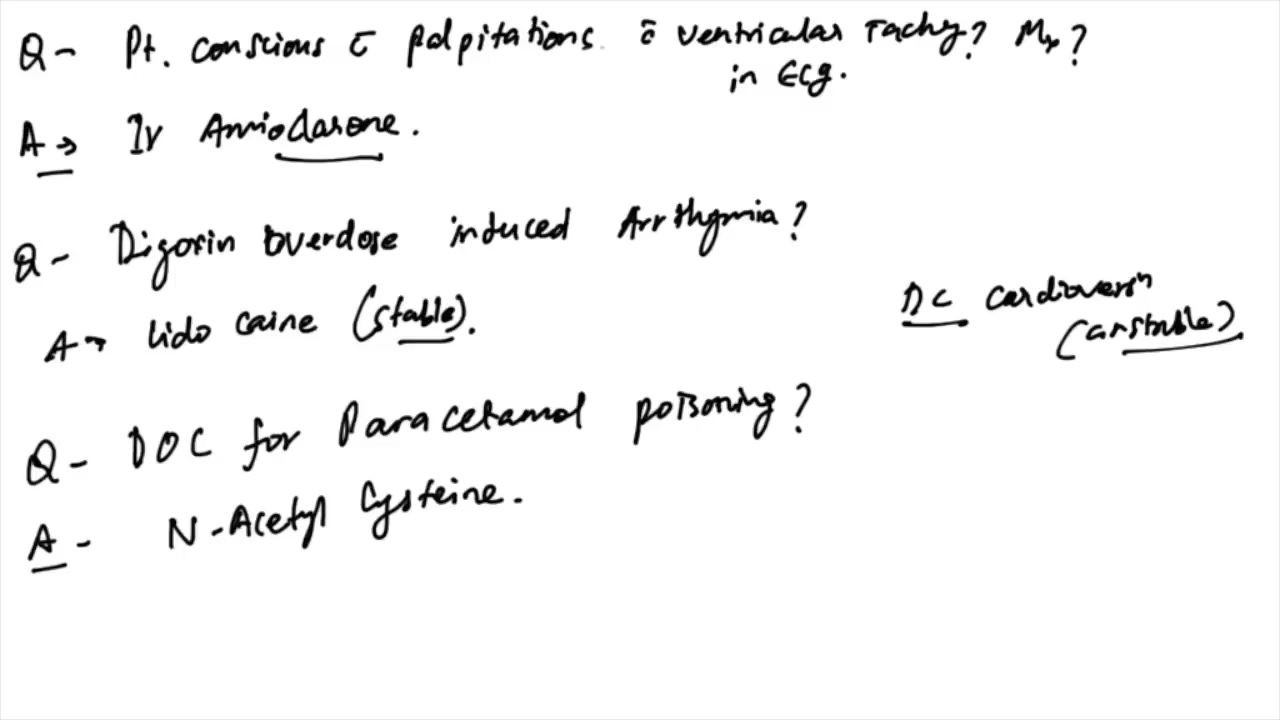 Q - Pt. conscious c̄ palpitations. c̄ ventricular Tachy? Mx?
in ECg.
A → IV Amiodarone.
Q - Digoxin overdose induced Arrthymia?
A → lidocaine (stable).
DC cardioversn
(unstable)
Q - DOC for Paracetamol poisoning?
A - N-Acetyl Cysteine.